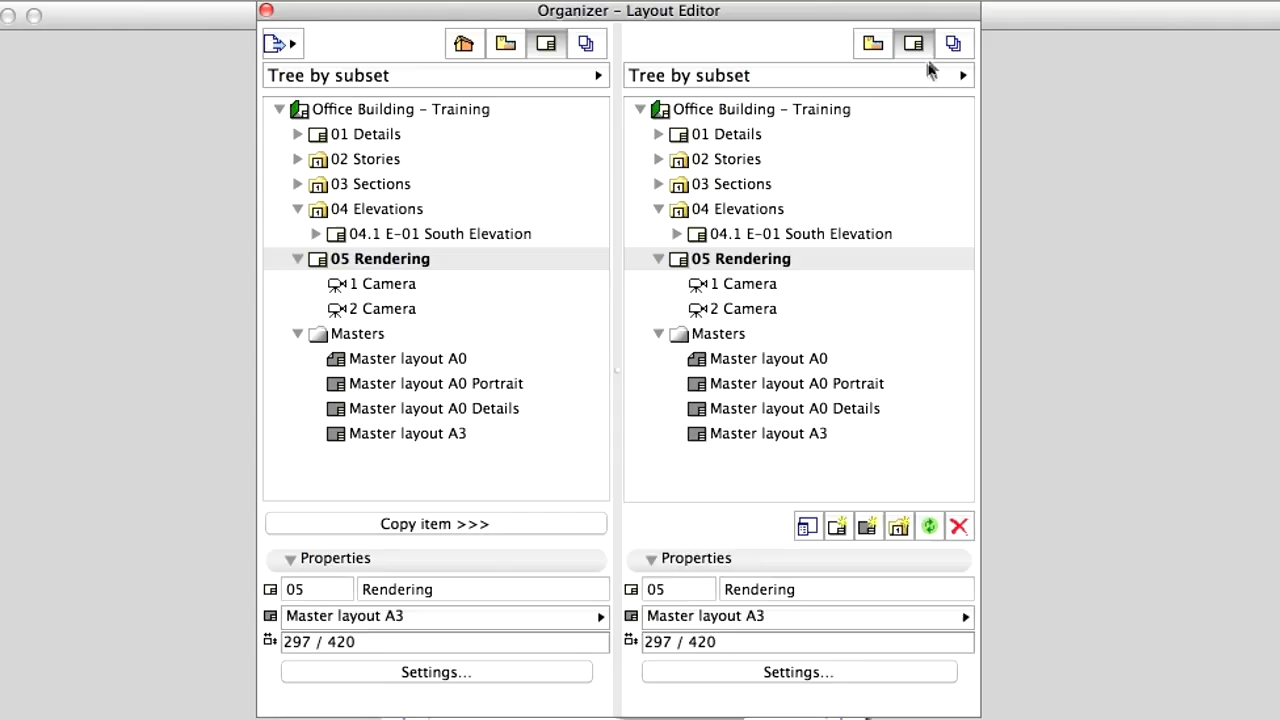 Organizer - Layout Editor
Tree by subset
Office Building - Training
01 Details
02 Stories
03 Sections
04 Elevations
04.1 E-01 South Elevation
05 Rendering
1 Camera
2 Camera
Masters
Master layout A0
Master layout A0 Portrait
Master layout A0 Details
Master layout A3
Copy item >>>
Properties
05 Rendering
Master layout A3
297 / 420
Settings...
Tree by subset
Office Building - Training
01 Details
02 Stories
03 Sections
04 Elevations
04.1 E-01 South Elevation
05 Rendering
1 Camera
2 Camera
Masters
Master layout A0
Master layout A0 Portrait
Master layout A0 Details
Master layout A3
Properties
05 Rendering
Master layout A3
297 / 420
Settings...